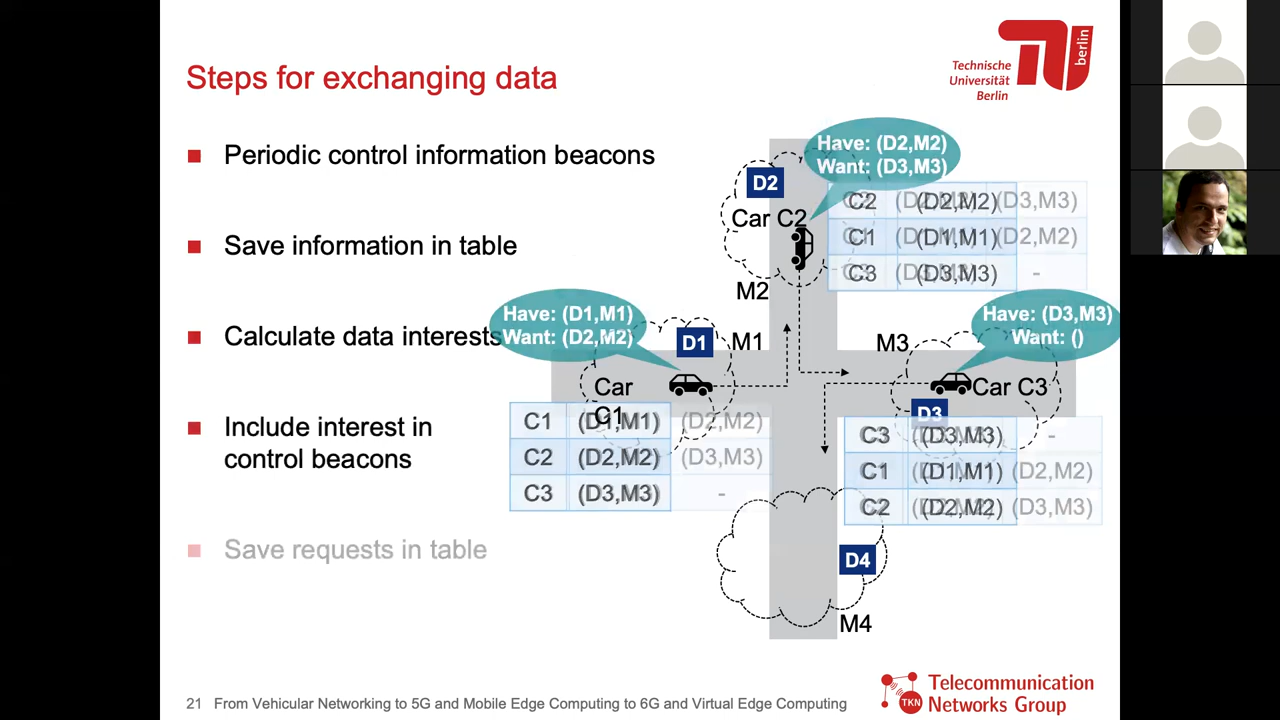 Steps for exchanging data
Technische
Universität
Berlin
berlin
Periodic control information beacons
Save information in table
Calculate data interests
Include interest in
control beacons
Save requests in table
Have: (D2,M2)
Want: (D3,M3)
D2
Car C2
C2 (D2,M2) (D3,M3)
C1 (D1,M1) (D2,M2)
C3 (D3,M3) -
M2
Have: (D1,M1)
Want: (D2,M2)
D1
M1
Car
C1
C1 (D1,M1) (D2,M2)
C2 (D2,M2) (D3,M3)
C3 (D3,M3) -
Have: (D3,M3)
Want: ()
M3
Car C3
D3
C3 (D3,M3) -
C1 (D1,M1) (D2,M2)
C2 (D2,M2) (D3,M3)
D4
M4
21 From Vehicular Networking to 5G and Mobile Edge Computing to 6G and Virtual Edge Computing
TKN
Telecommunication
Networks Group